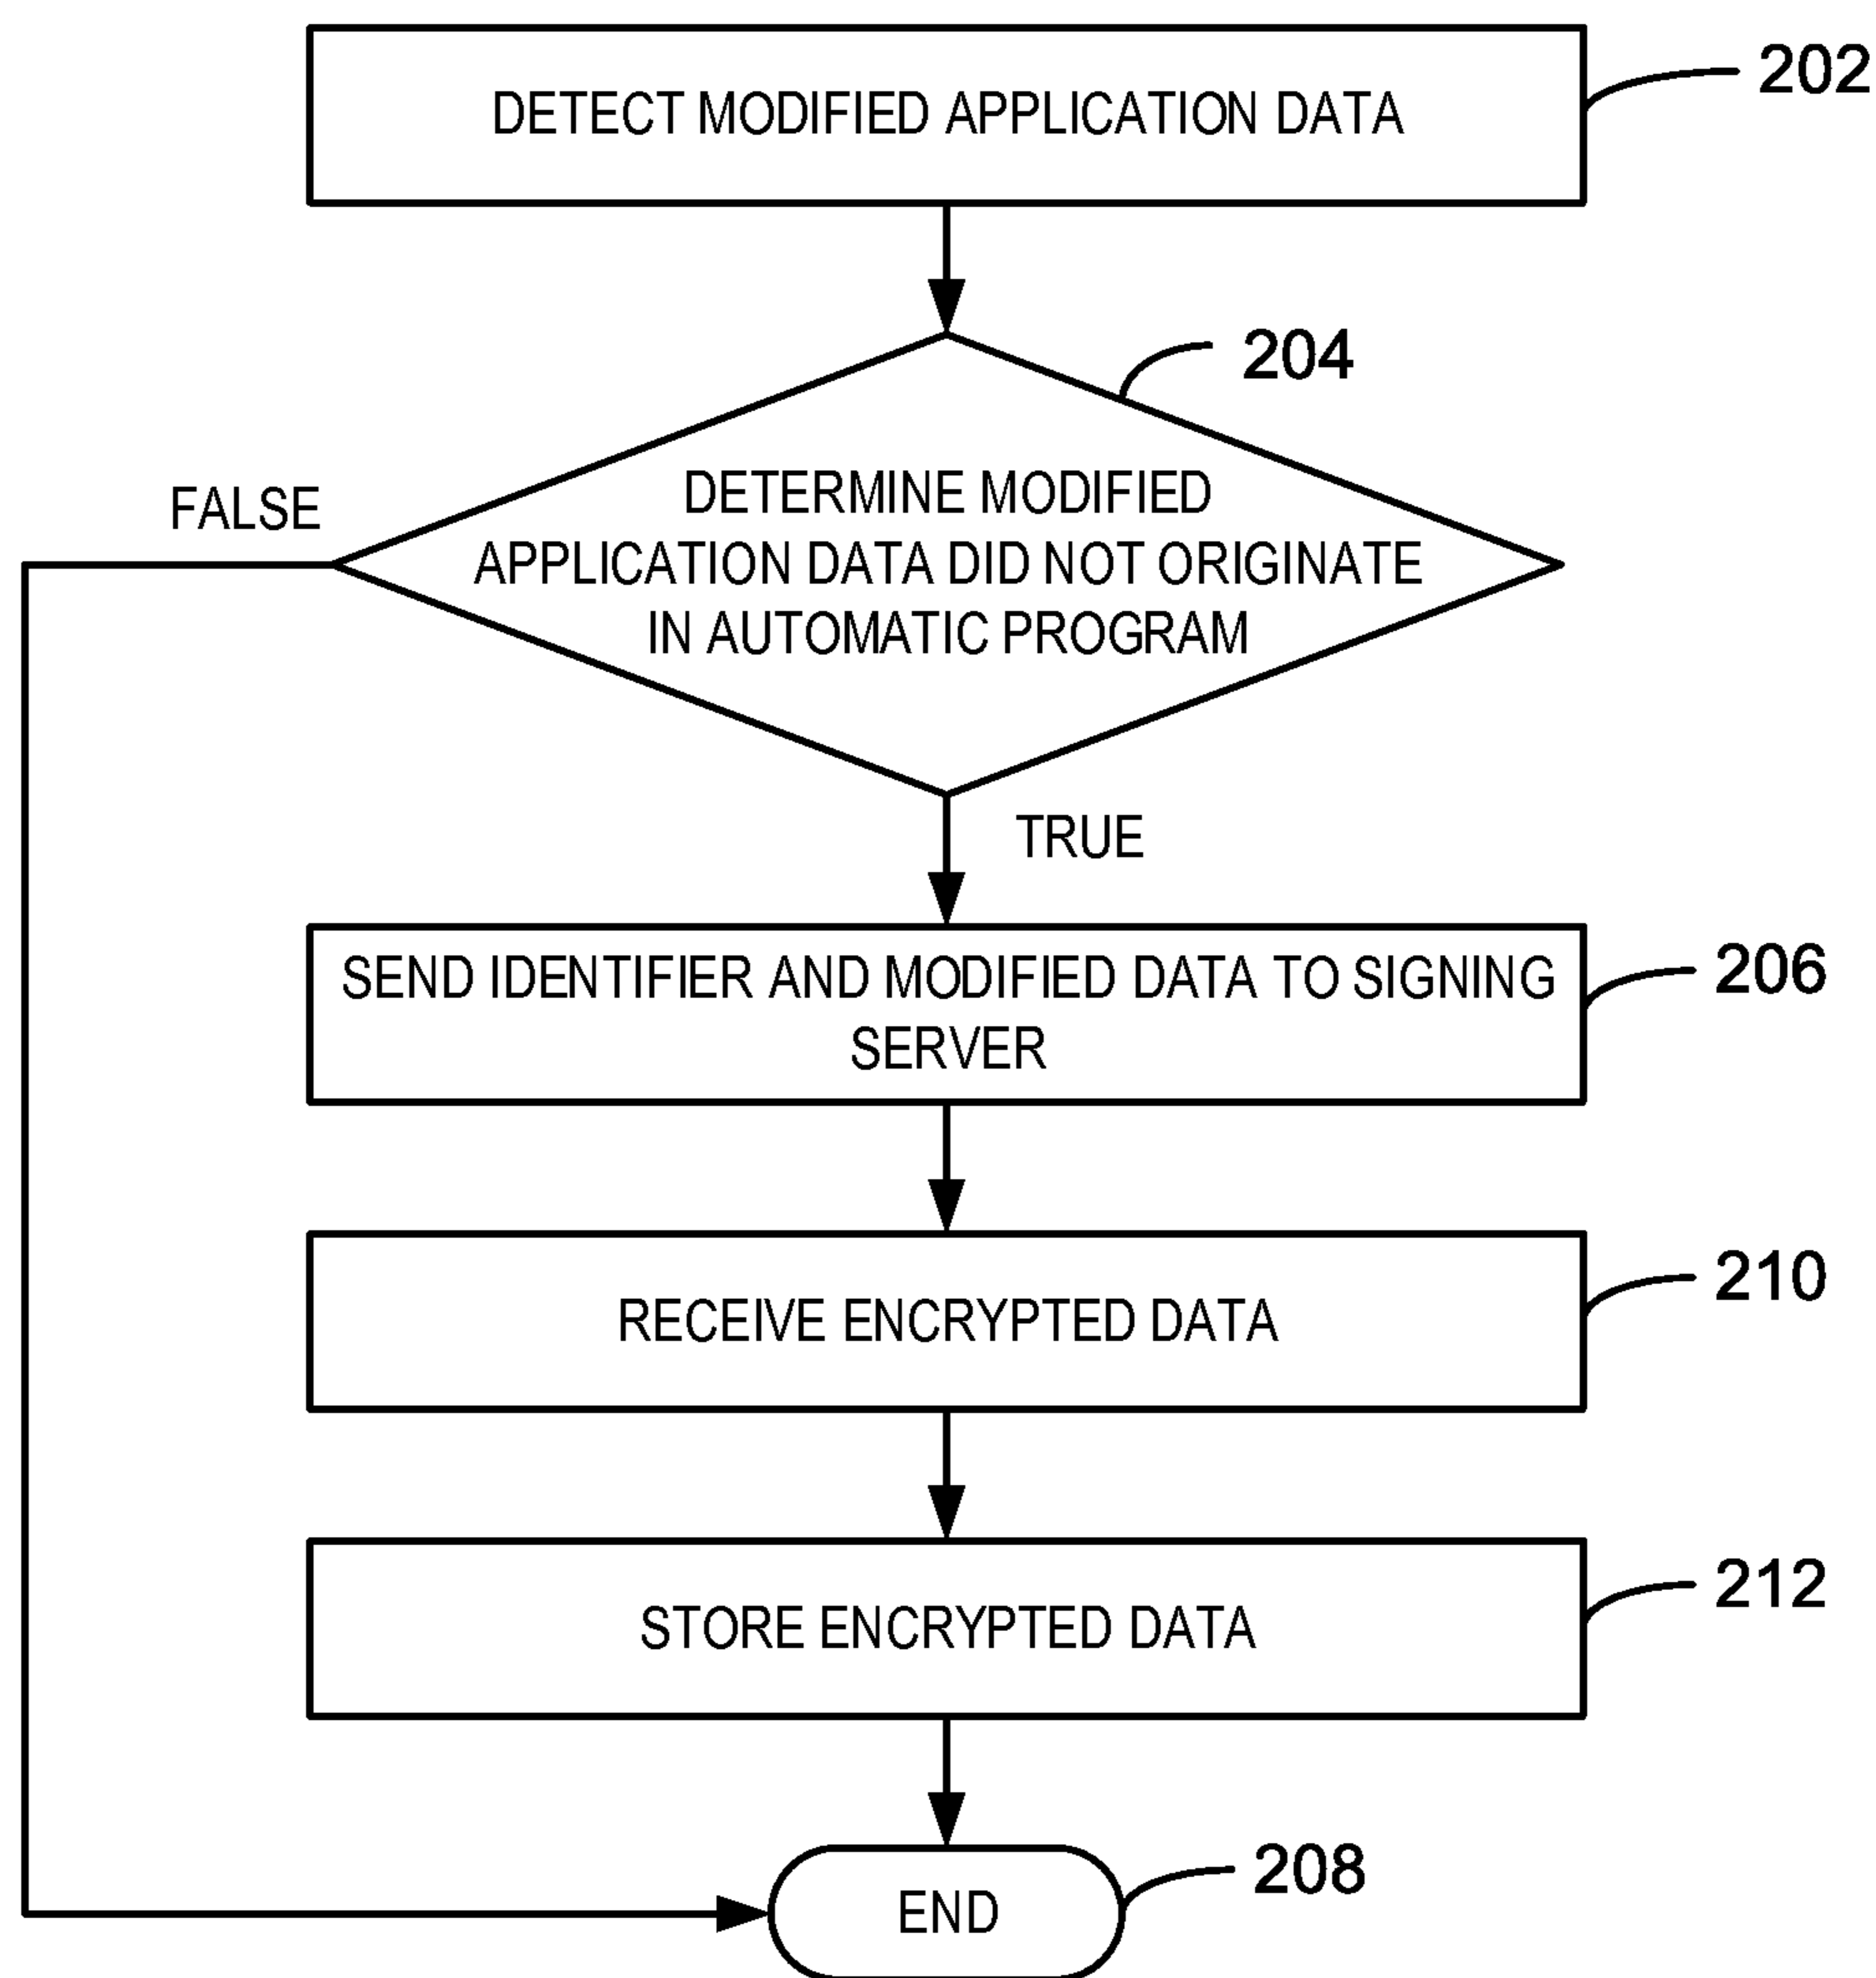 DETECT MODIFIED APPLICATION DATA
202
204
DETERMINE MODIFIED
APPLICATION DATA DID NOT ORIGINATE
IN AUTOMATIC PROGRAM
FALSE
TRUE
SEND IDENTIFIER AND MODIFIED DATA TO SIGNING
SERVER
206
RECEIVE ENCRYPTED DATA
210
STORE ENCRYPTED DATA
212
END
208